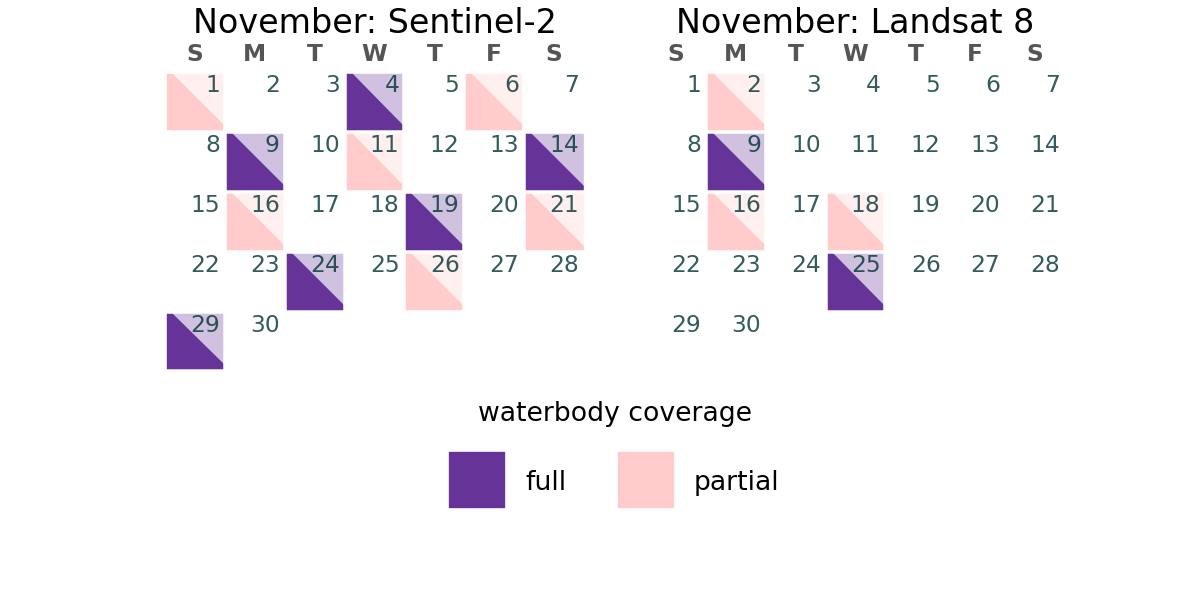 November: Sentinel-2
S M T W T F S
1 2 3 4 5 6 7
8 9 10 11 12 13 14
15 16 17 18 19 20 21
22 23 24 25 26 27 28
29 30
November: Landsat 8
S M T W T F S
1 2 3 4 5 6 7
8 9 10 11 12 13 14
15 16 17 18 19 20 21
22 23 24 25 26 27 28
29 30
waterbody coverage
full partial